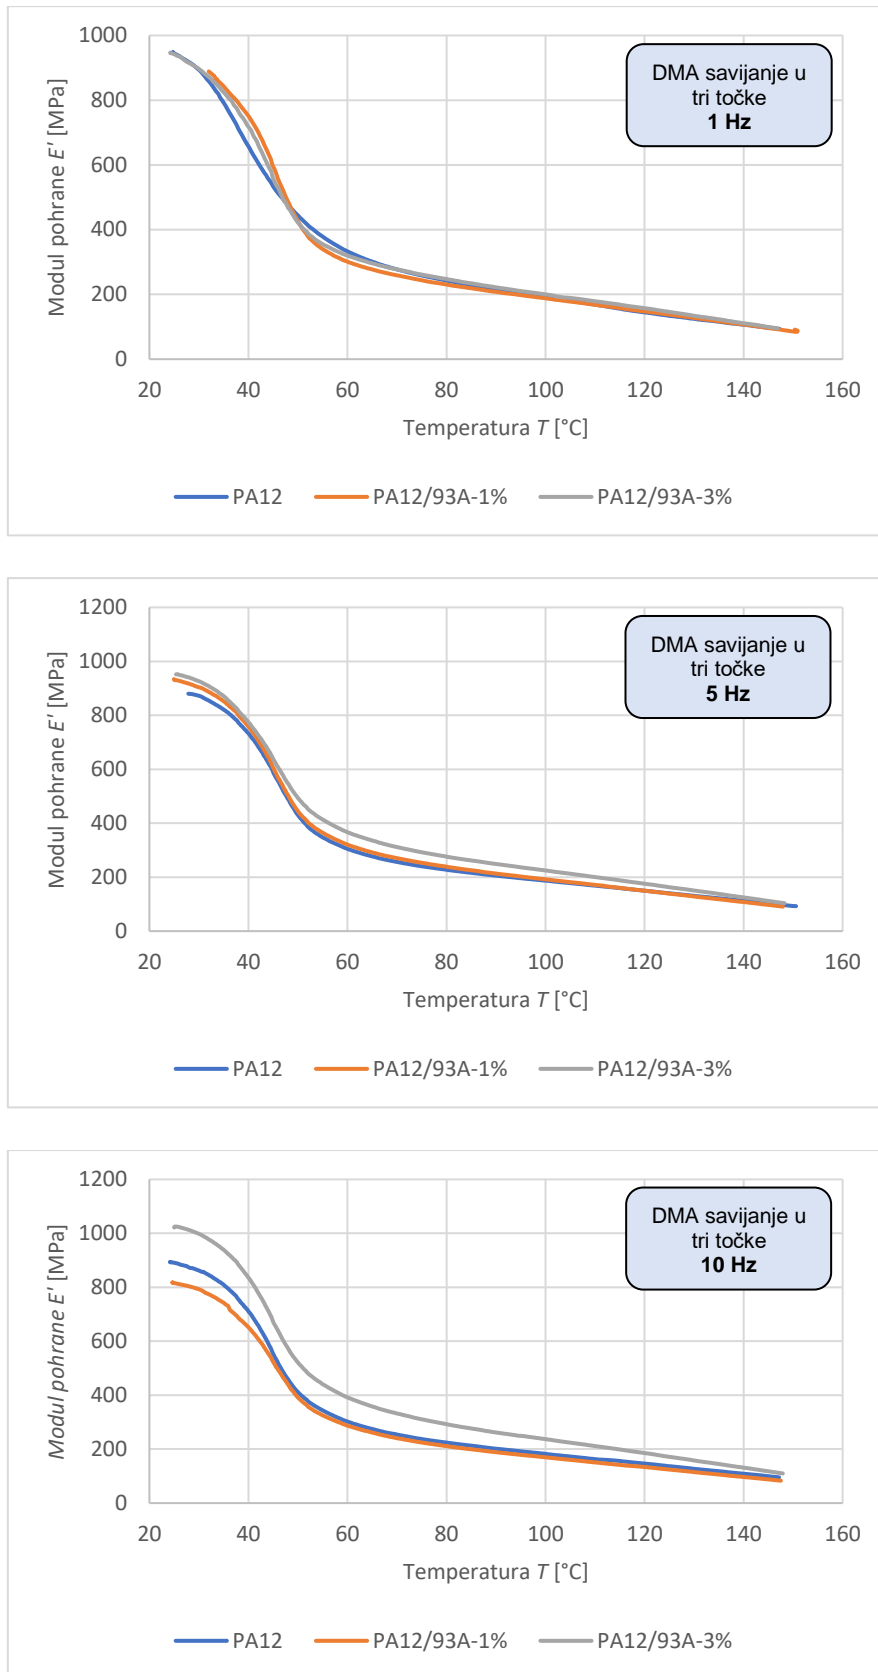 1000
800
600
400
200
0
Modul pohrane E' [MPa]
DMA savijanje u
tri točke
1 Hz
20 40 60 80 100 120 140 160
Temperatura T [°C]
PA12 PA12/93A-1% PA12/93A-3%
1200
1000
800
600
400
200
0
Modul pohrane E' [MPa]
DMA savijanje u
tri točke
5 Hz
20 40 60 80 100 120 140 160
Temperatura T [°C]
PA12 PA12/93A-1% PA12/93A-3%
1200
1000
800
600
400
200
0
Modul pohrane E' [MPa]
DMA savijanje u
tri točke
10 Hz
20 40 60 80 100 120 140 160
Temperatura T [°C]
PA12 PA12/93A-1% PA12/93A-3%